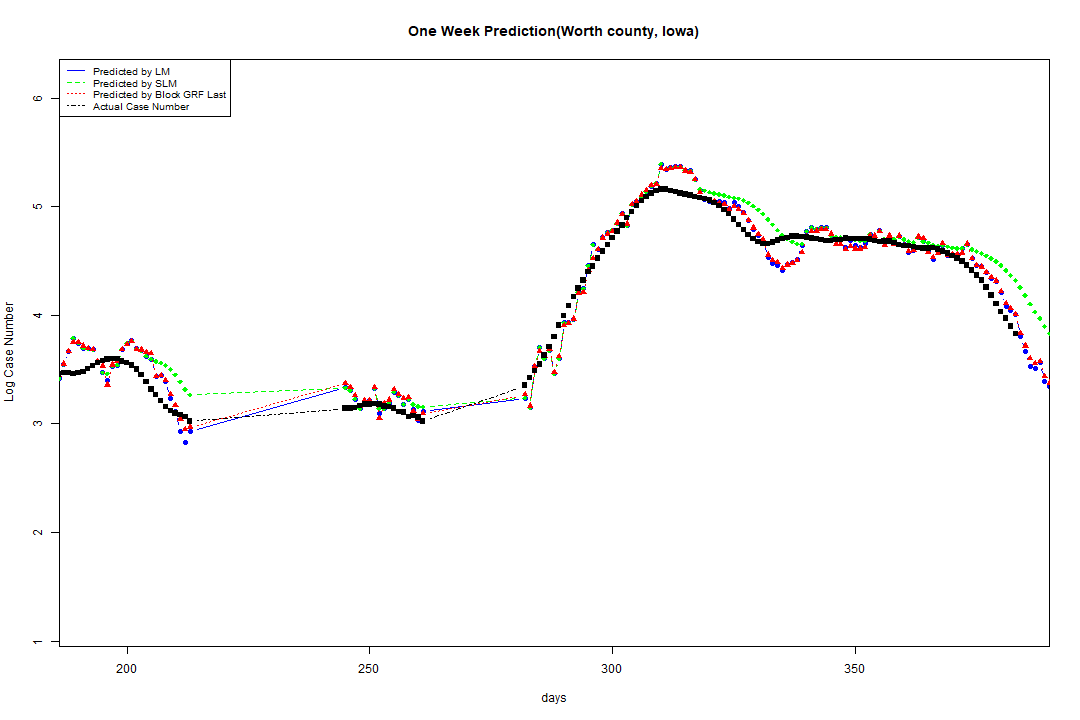 One Week Prediction(Worth county, Iowa)
Predicted by LM
Predicted by SLM
Predicted by Block GRF Last
Actual Case Number
6
5
4
3
2
1
Log Case Number
200
250
300
350
days